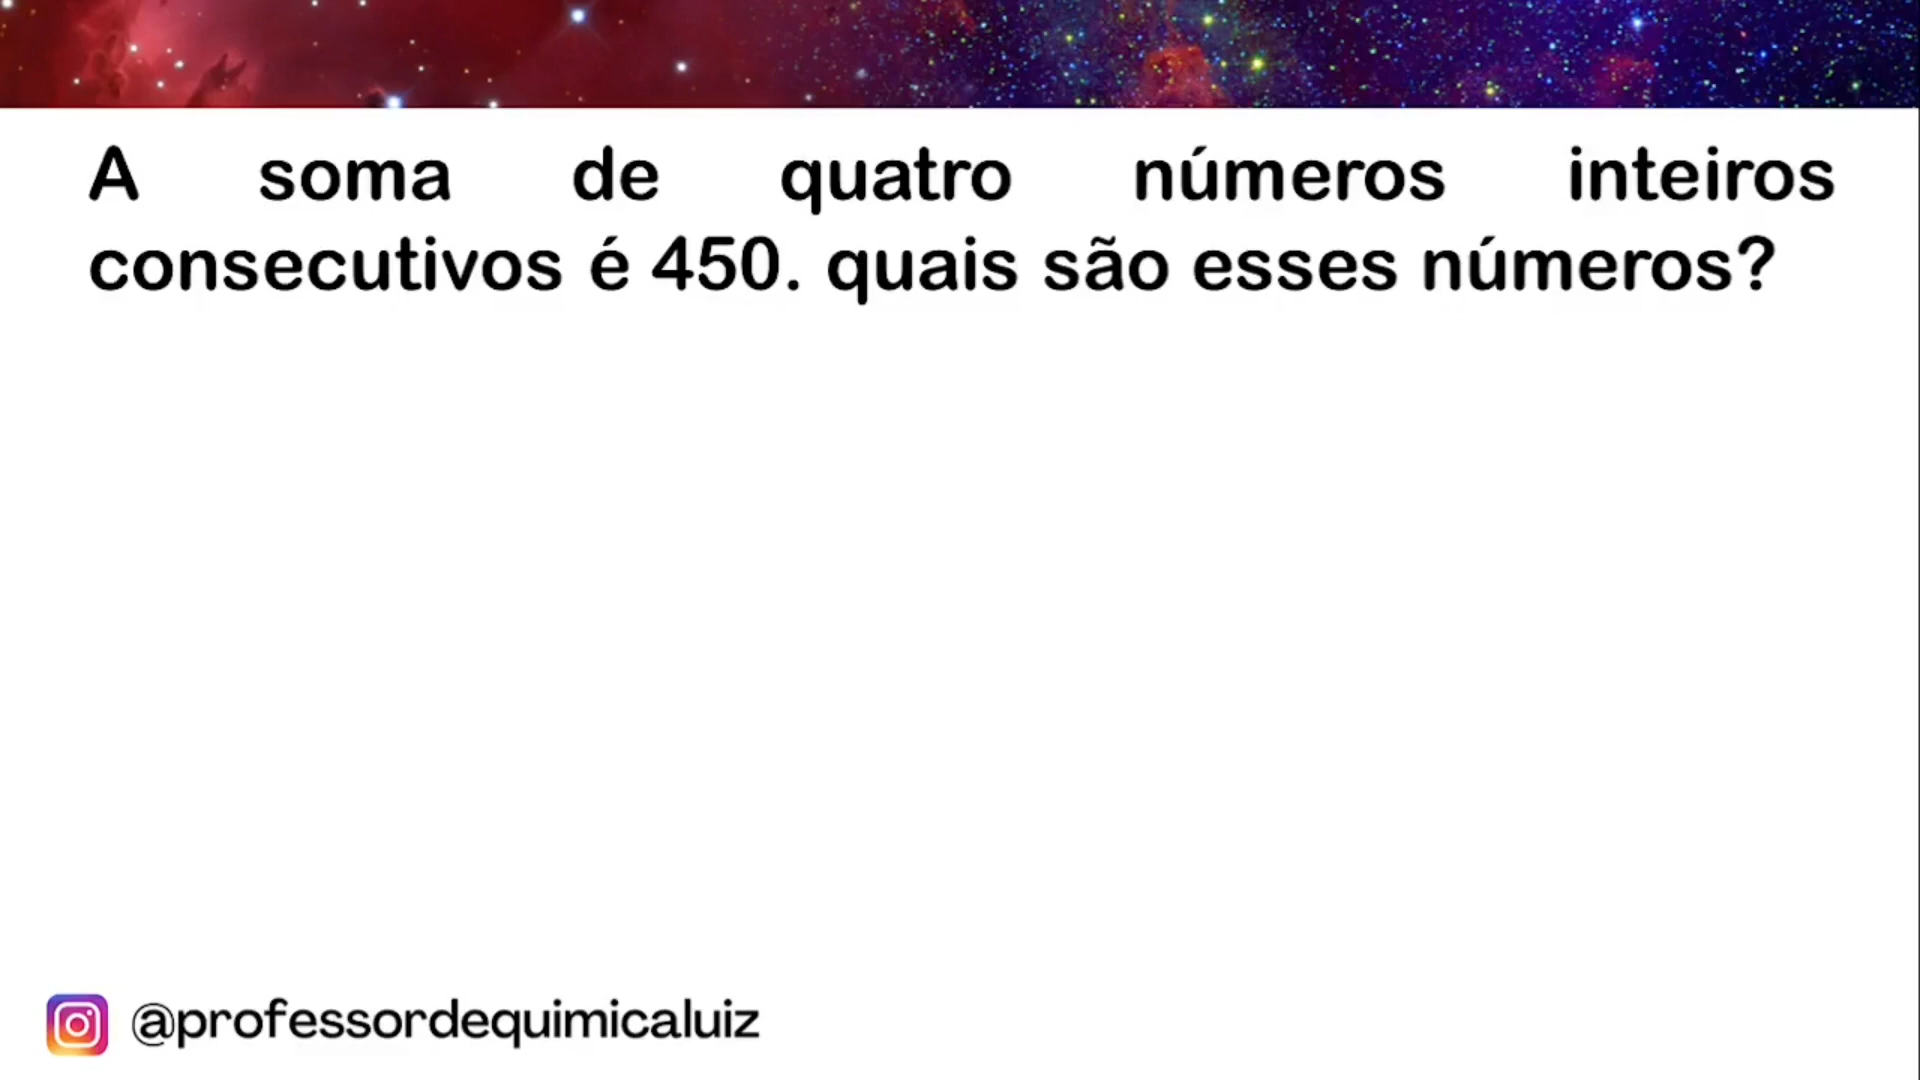 A soma de quatro números inteiros
consecutivos é 450. quais são esses números?
@professordequimicaluiz